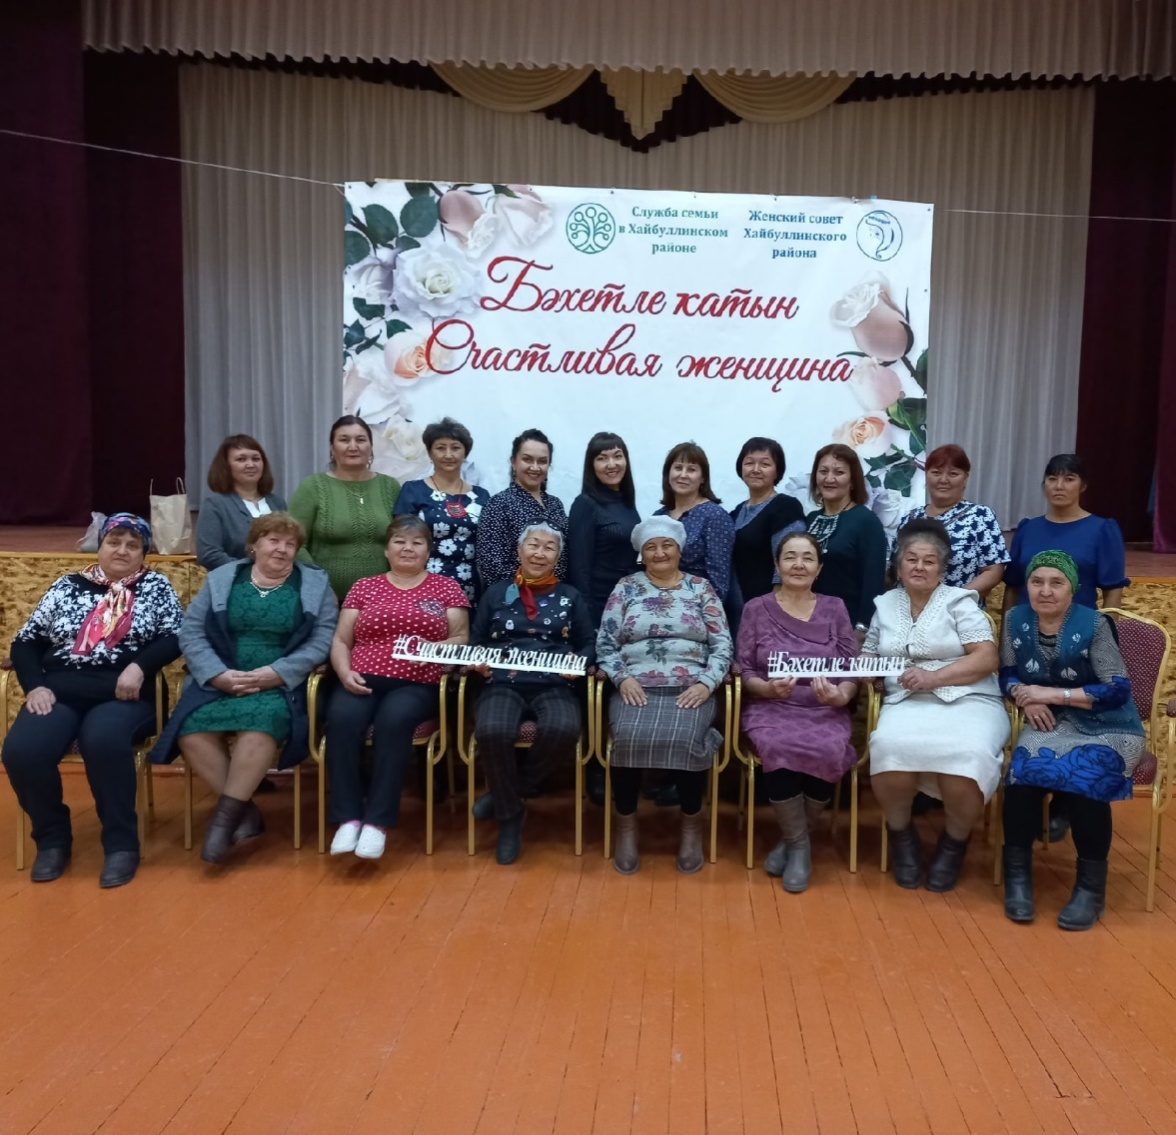 Служба семьи
в Хайбуллинском
районе
Женский совет
Хайбуллинского
района
Бәхетле катын
Счастливая женщина
#Счастливая женщина
#Бәхетле катын